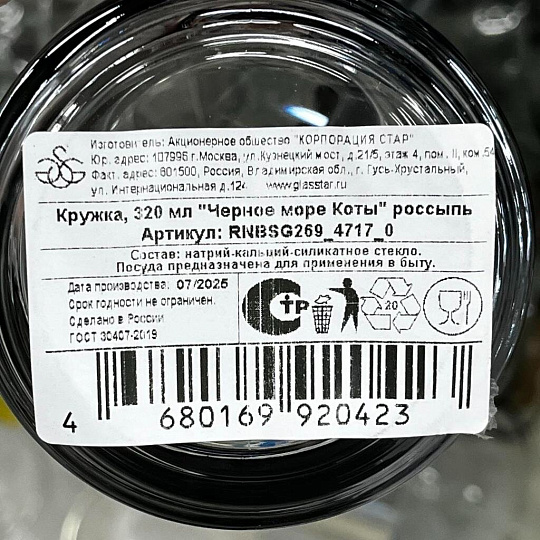 Изготовитель: Акционерное общество "КОРПОРАЦИЯ СТАР"
Юр. адрес: 107996 г.Москва, ул.Кузнецкий мост, д.21/5, этаж 4, пом. II, ком.54
Факт. адрес: 601500, Россия, Владимирская обл., г. Гусь-Хрустальный,
ул. Интернациональная д.124 www.glasstar.ru
Кружка, 320 мл "Черное море Коты" россыпь
Артикул: RNBSG269_4717_0
Состав: натрий-кальций-силикатное стекло.
Посуда предназначена для применения в быту.
Дата производства: 07/2025
Срок годности не ограничен.
Сделано в России
ГОСТ 30407-2019
СТР
20
4 680169 920423